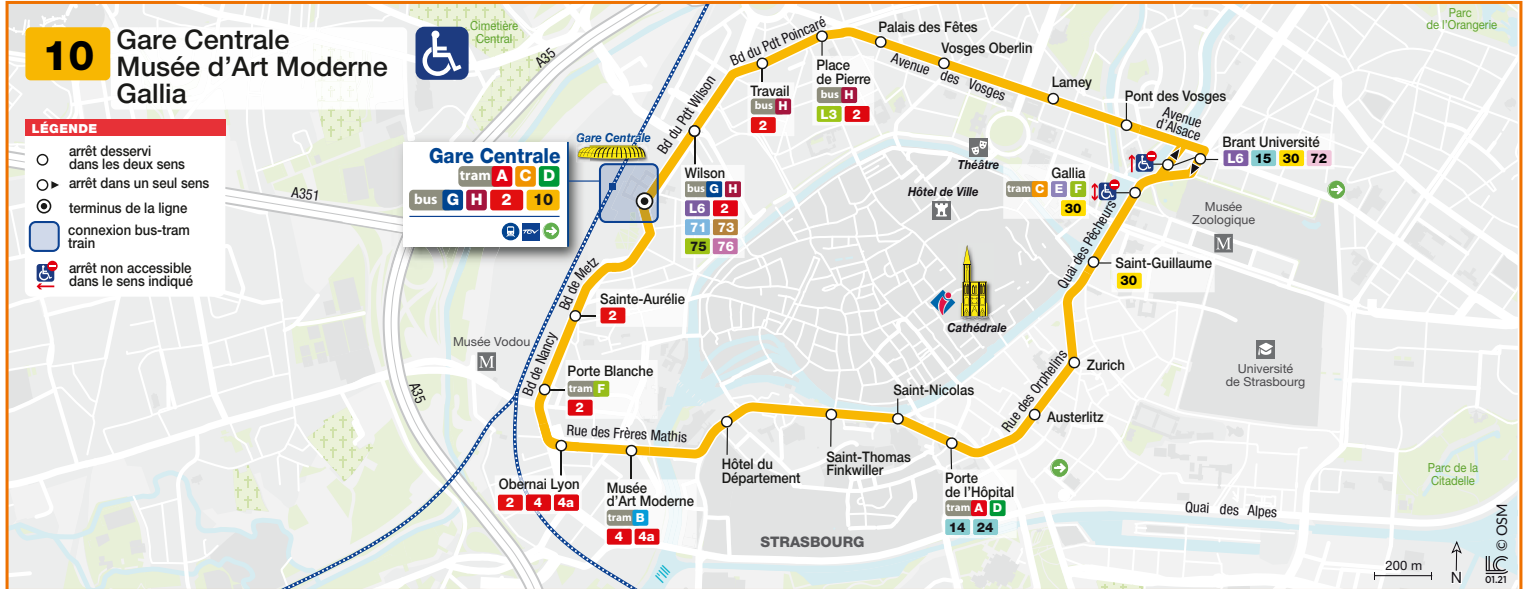 10
Gare Centrale
Musée d'Art Moderne
Gallia
LÉGENDE
arrêt desservi
dans les deux sens
arrêt dans un seul sens
terminus de la ligne
connexion bus-tram
train
arrêt non accessible
dans le sens indiqué
Cimetière
Central
A35
A351
A35
Gare Centrale
Gare Centrale
tram A C D
bus G H 2 10
TGV
Bd du Pdt Wilson
Bd du Pdt Poincaré
Travail
bus H
2
Place
de Pierre
bus H
L3 2
Palais des Fêtes
Vosges Oberlin
Avenue des Vosges
Lamey
Pont des Vosges
Avenue
d'Alsace
Brant Université
L6 15 30 72
Parc
de l'Orangerie
Wilson
bus G H
L6 2
71 73
75 76
Théâtre
Hôtel de Ville
Gallia
tram C E F
30
Musée
Zoologique
M
Quai des Pêcheurs
Saint-Guillaume
30
Cathédrale
Bd de Metz
Sainte-Aurélie
2
Musée Vodou
M
Bd de Nancy
Porte Blanche
tram F
2
Rue des Frères Mathis
Obernai Lyon
2 4 4a
Musée
d'Art Moderne
tram B
4 4a
Hôtel du
Département
Saint-Thomas
Finkwiller
Saint-Nicolas
Porte
de l'Hôpital
tram A D
14 24
Rue des Orphelins
Zurich
Austerlitz
Université
de Strasbourg
Parc de la
Citadelle
Quai des Alpes
STRASBOURG
l'Ill
200 m
N
LC
01.21
© OSM